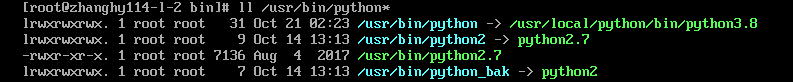 [root@zhanghy114-l-2 bin]# ll /usr/bin/python*
lrwxrwxrwx. 1 root root   31 Oct 21 02:23 /usr/bin/python -> /usr/local/python/bin/python3.8
lrwxrwxrwx. 1 root root    9 Oct 14 13:13 /usr/bin/python2 -> python2.7
-rwxr-xr-x. 1 root root 7136 Aug  4  2017 /usr/bin/python2.7
lrwxrwxrwx. 1 root root    7 Oct 14 13:13 /usr/bin/python_bak -> python2